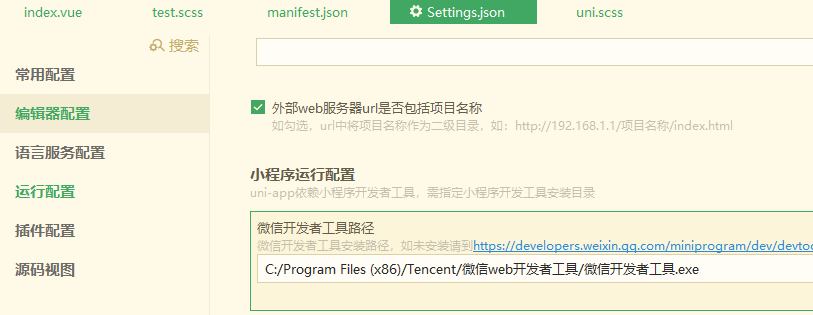 index.vue test.scss manifest.json Settings.json uni.scss
搜索
常用配置
编辑器配置
语言服务配置
运行配置
插件配置
源码视图
外部web服务器url是否包括项目名称
如勾选，url中将项目名称作为二级目录，如：http://192.168.1.1/项目名称/index.html
小程序运行配置
uni-app依赖小程序开发者工具，需指定小程序开发工具安装目录
微信开发者工具路径
微信开发者工具安装路径，如未安装请到https://developers.weixin.qq.com/miniprogram/dev/devtoo
C:/Program Files (x86)/Tencent/微信web开发者工具/微信开发者工具.exe